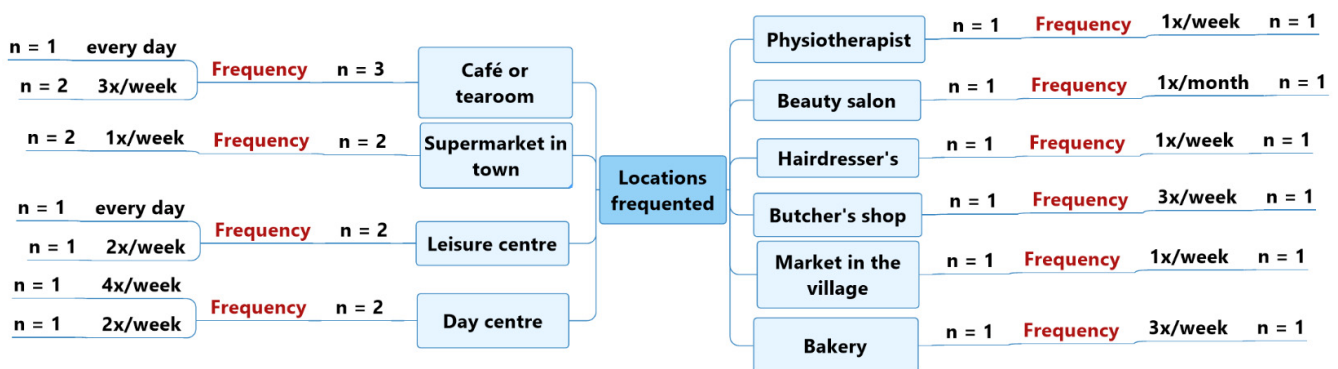 Locations
frequented
Café or
tearoom
n = 3
Frequency
every day
n = 1
3x/week
n = 2
Supermarket in
town
n = 2
Frequency
1x/week
n = 2
Leisure centre
n = 2
Frequency
every day
n = 1
2x/week
n = 1
Day centre
n = 2
Frequency
4x/week
n = 1
2x/week
n = 1
Physiotherapist
n = 1
Frequency
1x/week
n = 1
Beauty salon
n = 1
Frequency
1x/month
n = 1
Hairdresser's
n = 1
Frequency
1x/week
n = 1
Butcher's shop
n = 1
Frequency
3x/week
n = 1
Market in the
village
n = 1
Frequency
1x/week
n = 1
Bakery
n = 1
Frequency
3x/week
n = 1